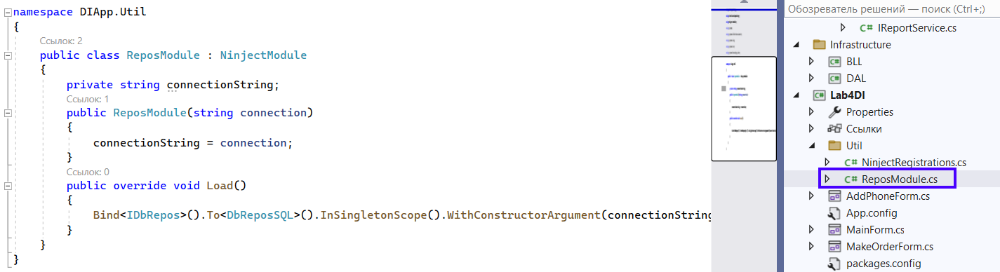 namespace DIApp.Util
{
Ссылок: 2
public class ReposModule : NinjectModule
{
private string connectionString;
Ссылок: 1
public ReposModule(string connection)
{
connectionString = connection;
}
Ссылок: 0
public override void Load()
{
Bind<IDbRepos>().To<DbReposSQL>().InSingletonScope().WithConstructorArgument(connectionString
}
}
}
Обозреватель решений — поиск (Ctrl+;)
C# IReportService.cs
Infrastructure
C# BLL
C# DAL
C# Lab4DI
Properties
Ссылки
Util
C# NinjectRegistrations.cs
C# ReposModule.cs
AddPhoneForm.cs
App.config
MainForm.cs
MakeOrderForm.cs
packages.config